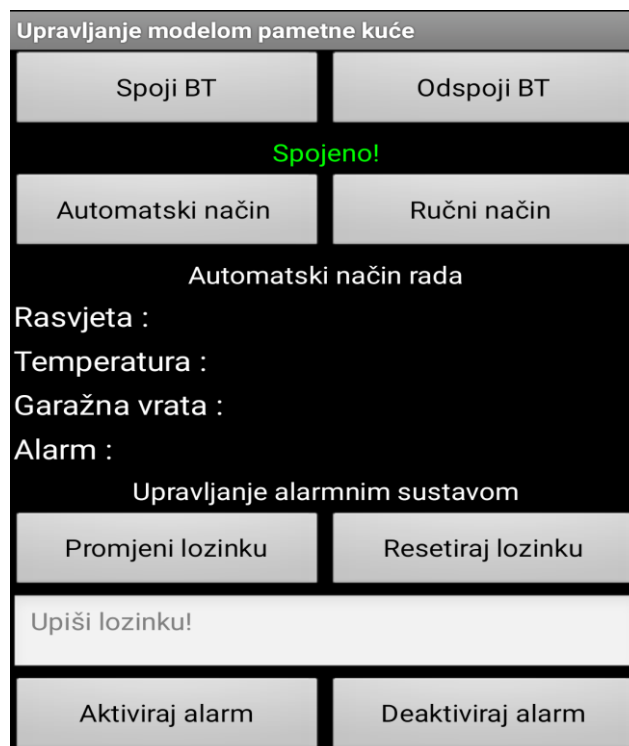 Upravljanje modelom pametne kuće
Spoji BT Odspoji BT
Spojeno!
Automatski način Ručni način
Automatski način rada
Rasvjeta :
Temperatura :
Garažna vrata :
Alarm :
Upravljanje alarmnim sustavom
Promjeni lozinku Resetiraj lozinku
Upiši lozinku!
Aktiviraj alarm Deaktiviraj alarm